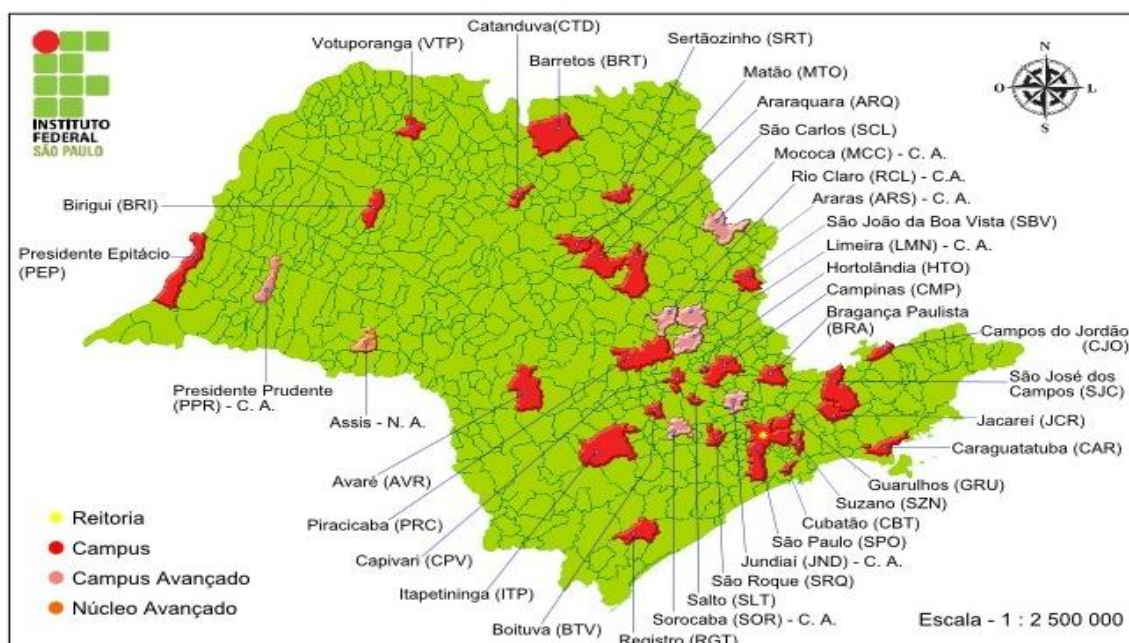 INSTITUTO
FEDERAL
SÃO PAULO
Catanduva(CTD)
Votuporanga (VTP)
Barretos (BRT)
Sertãozinho (SRT)
Matão (MTO)
Araraquara (ARQ)
São Carlos (SCL)
Mococa (MCC) - C. A.
Rio Claro (RCL) - C.A.
Araras (ARS) - C. A.
São João da Boa Vista (SBV)
Limeira (LMN) - C. A.
Hortolândia (HTO)
Campinas (CMP)
Bragança Paulista
(BRA)
N
O
L
S
Birigui (BRI)
Presidente Epitácio
(PEP)
Presidente Prudente
(PPR) - C. A.
Assis - N. A.
Avaré (AVR)
Piracicaba (PRC)
Capivari (CPV)
Itapetininga (ITP)
Boituva (BTV)
Registro (RGT)
Sorocaba (SOR) - C. A.
Salto (SLT)
São Roque (SRQ)
Jundiaí (JND) - C. A.
São Paulo (SPO)
Cubatão (CBT)
Suzano (SZN)
Guarulhos (GRU)
Caraguatatuba (CAR)
Jacareí (JCR)
São José dos
Campos (SJC)
Campos do Jordão
(CJO)
Reitoria
Campus
Campus Avançado
Núcleo Avançado
Escala - 1 : 2 500 000